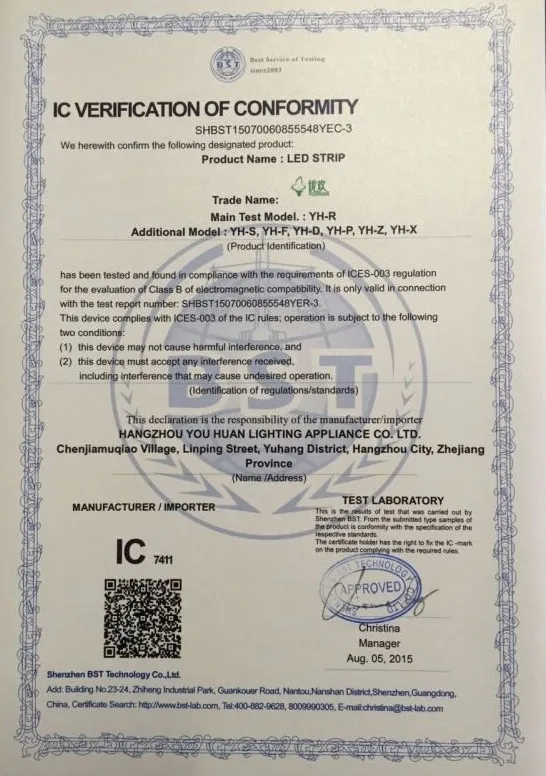 BST
Best Service of Testing
since2003
IC VERIFICATION OF CONFORMITY
SHBST15070060855548YEC-3
We herewith confirm the following designated product:
Product Name : LED STRIP
Trade Name:
Main Test Model. : YH-R
Additional Model : YH-S, YH-F, YH-D, YH-P, YH-Z, YH-X
(Product Identification)
has been tested and found in compliance with the requirements of ICES-003 regulation
for the evaluation of Class B of electromagnetic compatibility. It is only valid in connection
with the test report number: SHBST15070060855548YER-3.
This device complies with ICES-003 of the IC rules; operation is subject to the following
two conditions:
(1) this device may not cause harmful interference, and
(2) this device must accept any interference received,
including interference that may cause undesired operation.
(Identification of regulations/standards)
BST
This declaration is the responsibility of the manufacturer/importer
HANGZHOU YOU HUAN LIGHTING APPLIANCE CO. LTD.
Chenjiamuqiao Village, Linping Street, Yuhang District, Hangzhou City, Zhejiang
Province
(Name /Address)
MANUFACTURER / IMPORTER
TEST LABORATORY
This is the results of test that was carried out by
Shenzhen BST. From the submitted type samples of
the product is conformity with the specification of the
respective standards.
The certificate holder has the right to fix the IC -mark
on the product complying with the required rules.
IC 7411
TECHNOLOGY
APPROVED
Christina
Manager
Aug. 05, 2015
Shenzhen BST Technology Co.,Ltd.
Add: Building No.23-24, Zhiheng Industrial Park, Guankouer Road, Nantou,Nanshan District,Shenzhen,Guangdong,
China, Certificate Search: http://www.bst-lab.com, Tel:400-882-9628, 8009990305, E-mail:christina@bst-lab.com